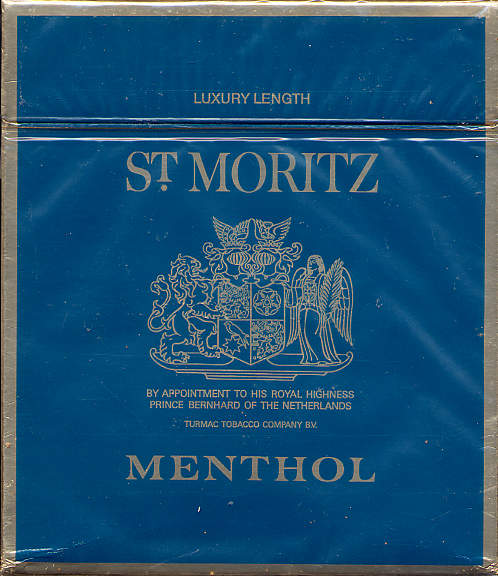 LUXURY LENGTH
ST. MORITZ
BY APPOINTMENT TO HIS ROYAL HIGHNESS
PRINCE BERNHARD OF THE NETHERLANDS
TURMAC TOBACCO COMPANY B.V.
MENTHOL